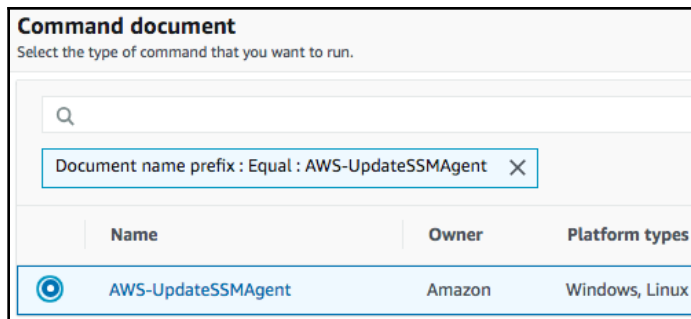 Command document
Select the type of command that you want to run.
Document name prefix : Equal : AWS-UpdateSSMAgent
Name Owner Platform types
AWS-UpdateSSMAgent Amazon Windows, Linux